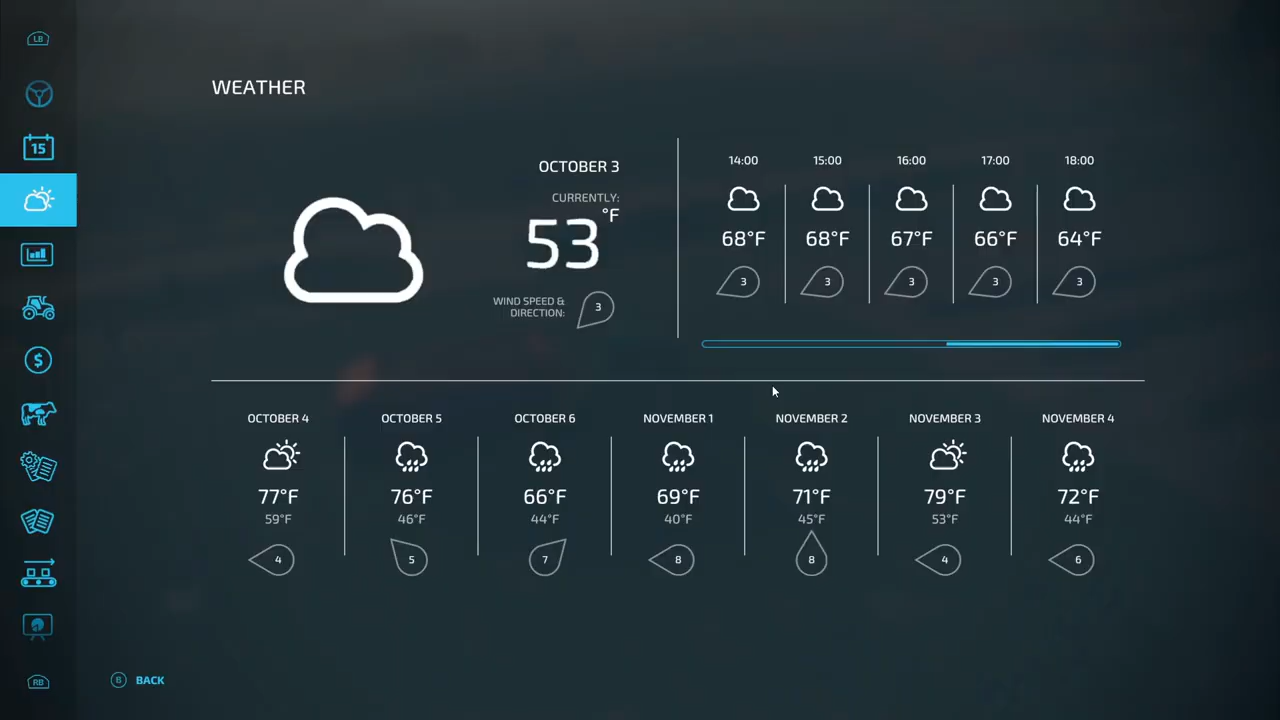 LB
15
$
RB
WEATHER
OCTOBER 3
CURRENTLY:
53 °F
WIND SPEED &
DIRECTION:
3
14:00 15:00 16:00 17:00 18:00
68°F 68°F 67°F 66°F 64°F
3 3 3 3 3
OCTOBER 4 OCTOBER 5 OCTOBER 6 NOVEMBER 1 NOVEMBER 2 NOVEMBER 3 NOVEMBER 4
77°F 76°F 66°F 69°F 71°F 79°F 72°F
59°F 46°F 44°F 40°F 45°F 53°F 44°F
4 5 7 8 8 4 6
B BACK